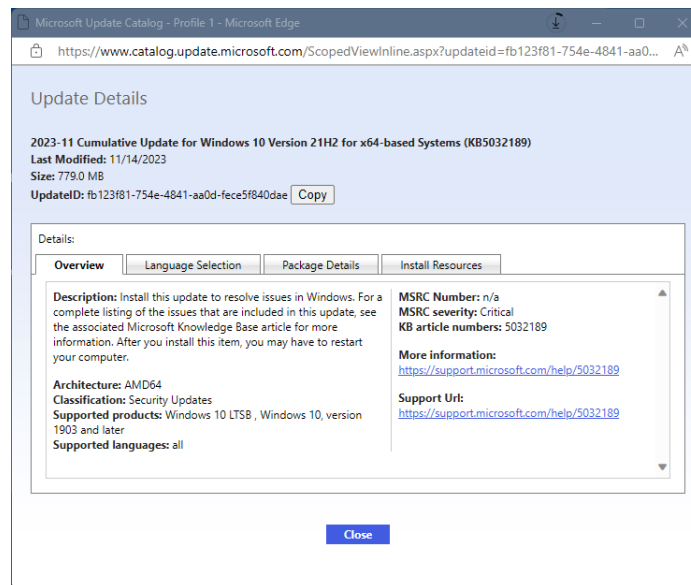 Microsoft Update Catalog - Profile 1 - Microsoft Edge
https://www.catalog.update.microsoft.com/ScopedViewInline.aspx?updateid=fb123f81-754e-4841-aa0...
Update Details
2023-11 Cumulative Update for Windows 10 Version 21H2 for x64-based Systems (KB5032189)
Last Modified: 11/14/2023
Size: 779.0 MB
UpdateID: fb123f81-754e-4841-aa0d-fece5f840dae Copy
Details:
Overview Language Selection Package Details Install Resources
Description: Install this update to resolve issues in Windows. For a
complete listing of the issues that are included in this update, see
the associated Microsoft Knowledge Base article for more
information. After you install this item, you may have to restart
your computer.
Architecture: AMD64
Classification: Security Updates
Supported products: Windows 10 LTSB , Windows 10, version
1903 and later
Supported languages: all
MSRC Number: n/a
MSRC severity: Critical
KB article numbers: 5032189
More information:
https://support.microsoft.com/help/5032189
Support Url:
https://support.microsoft.com/help/5032189
Close